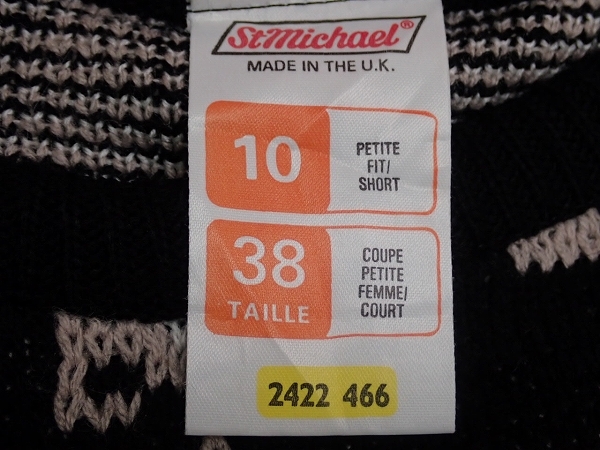 StMichael®
MADE IN THE U.K.
10
PETITE
FIT/
SHORT
38
TAILLE
COUPE
PETITE
FEMME/
COURT
2422 466